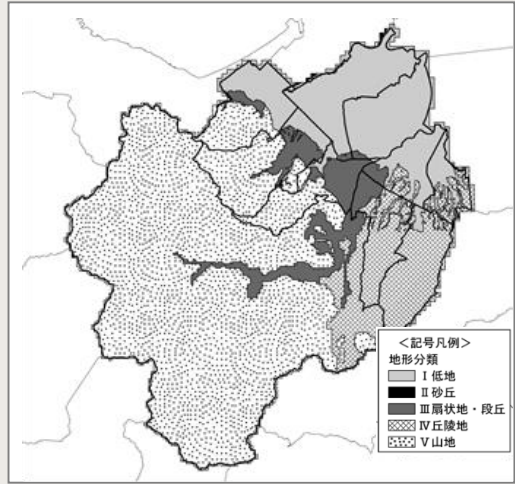 <記号凡例>
地形分類
Ⅰ低地
Ⅱ砂丘
Ⅲ扇状地・段丘
Ⅳ丘陵地
Ⅴ山地